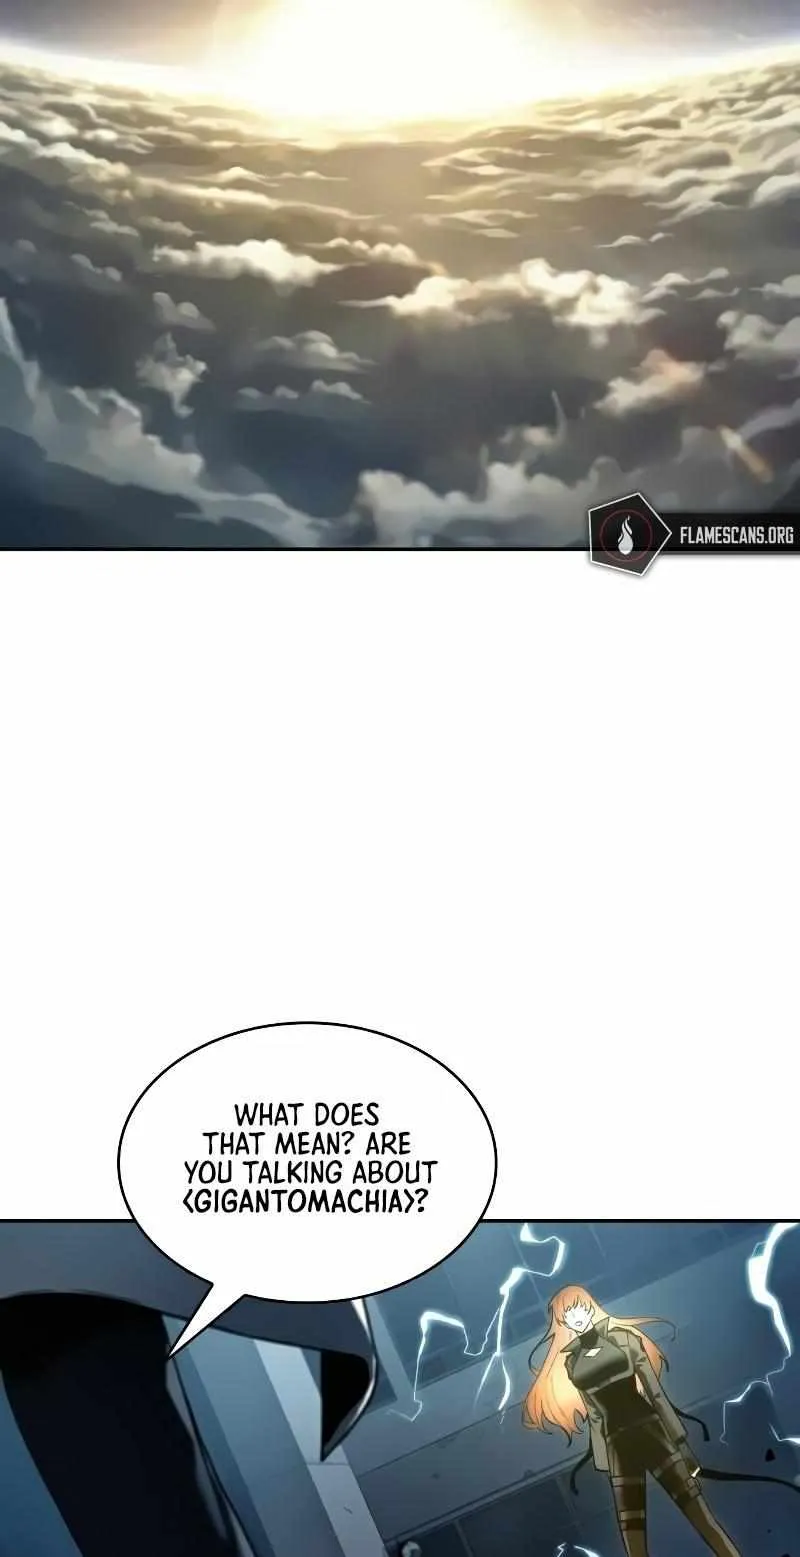 FLAMESCANS.ORG
WHAT DOES
THAT MEAN? ARE
YOU TALKING ABOUT
<GIGANTOMACHIA>?